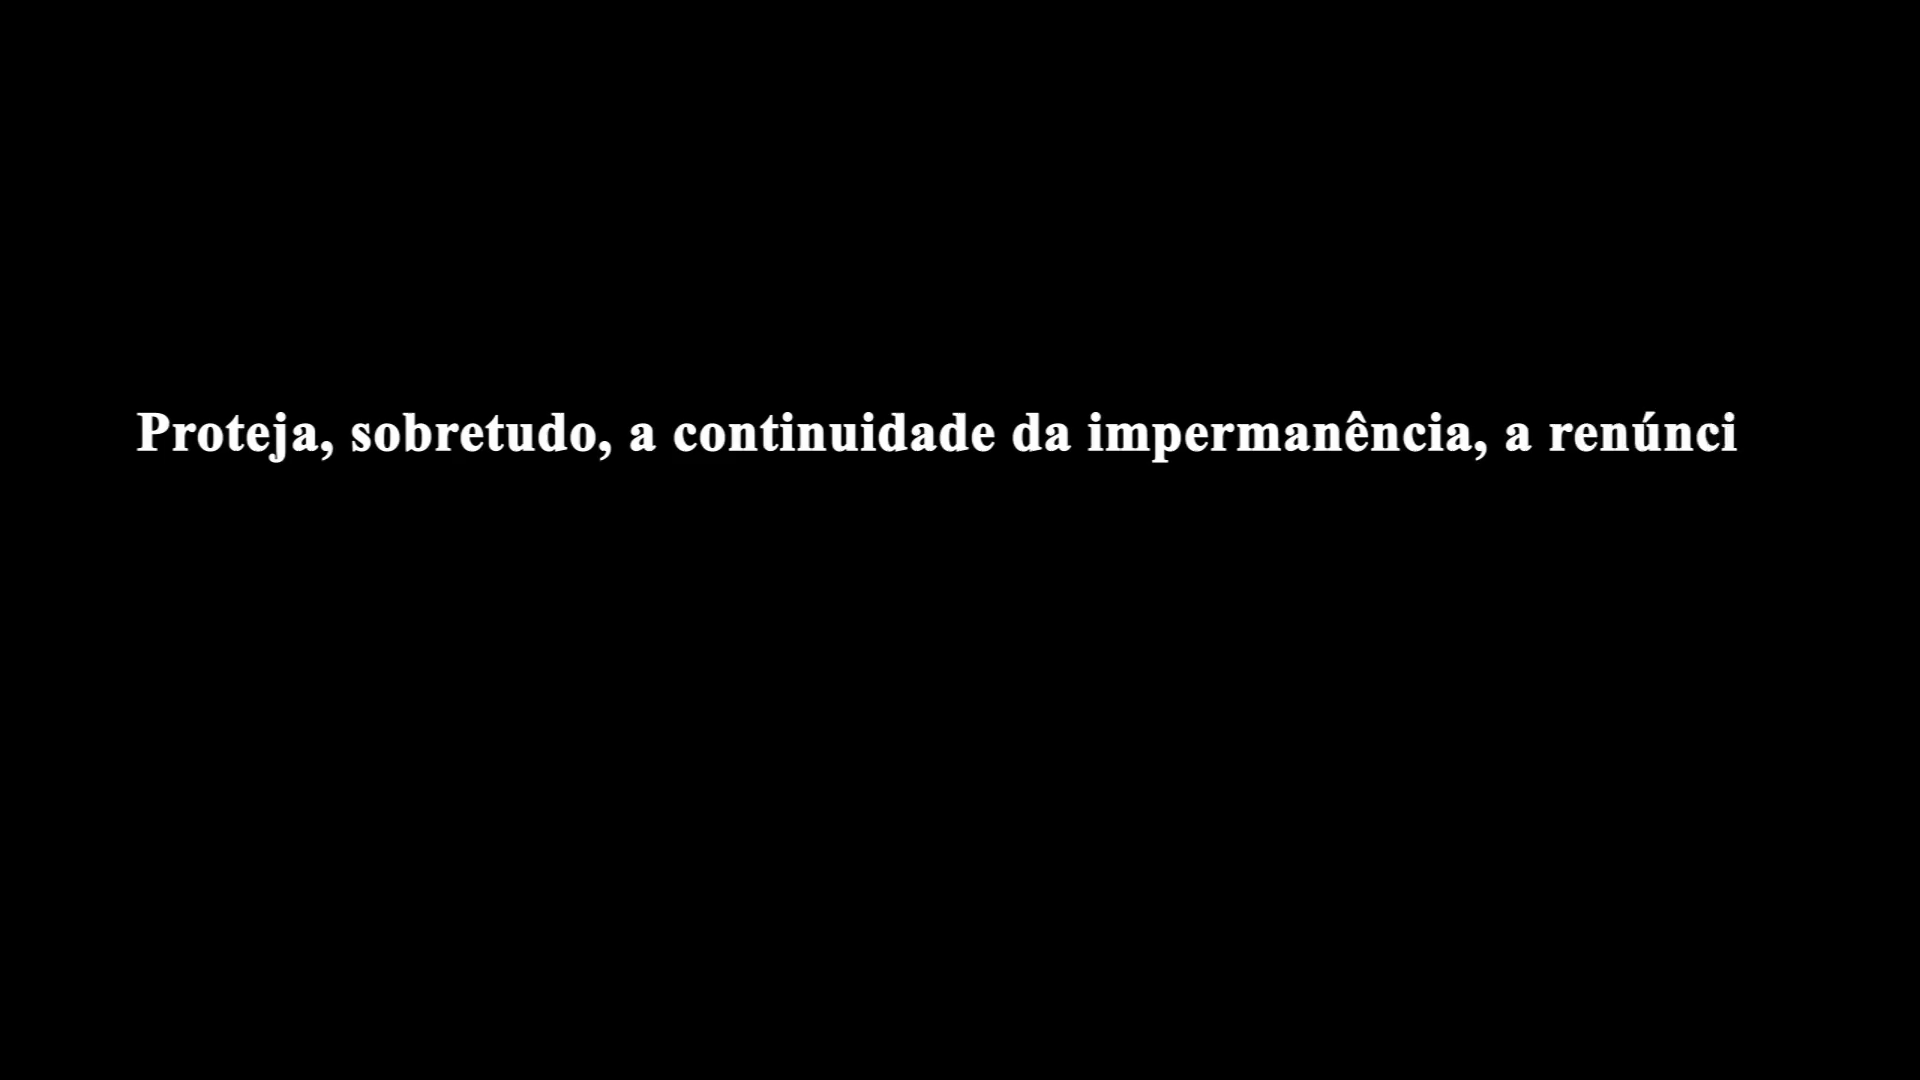 Proteja, sobretudo, a continuidade da impermanência, a renúnci